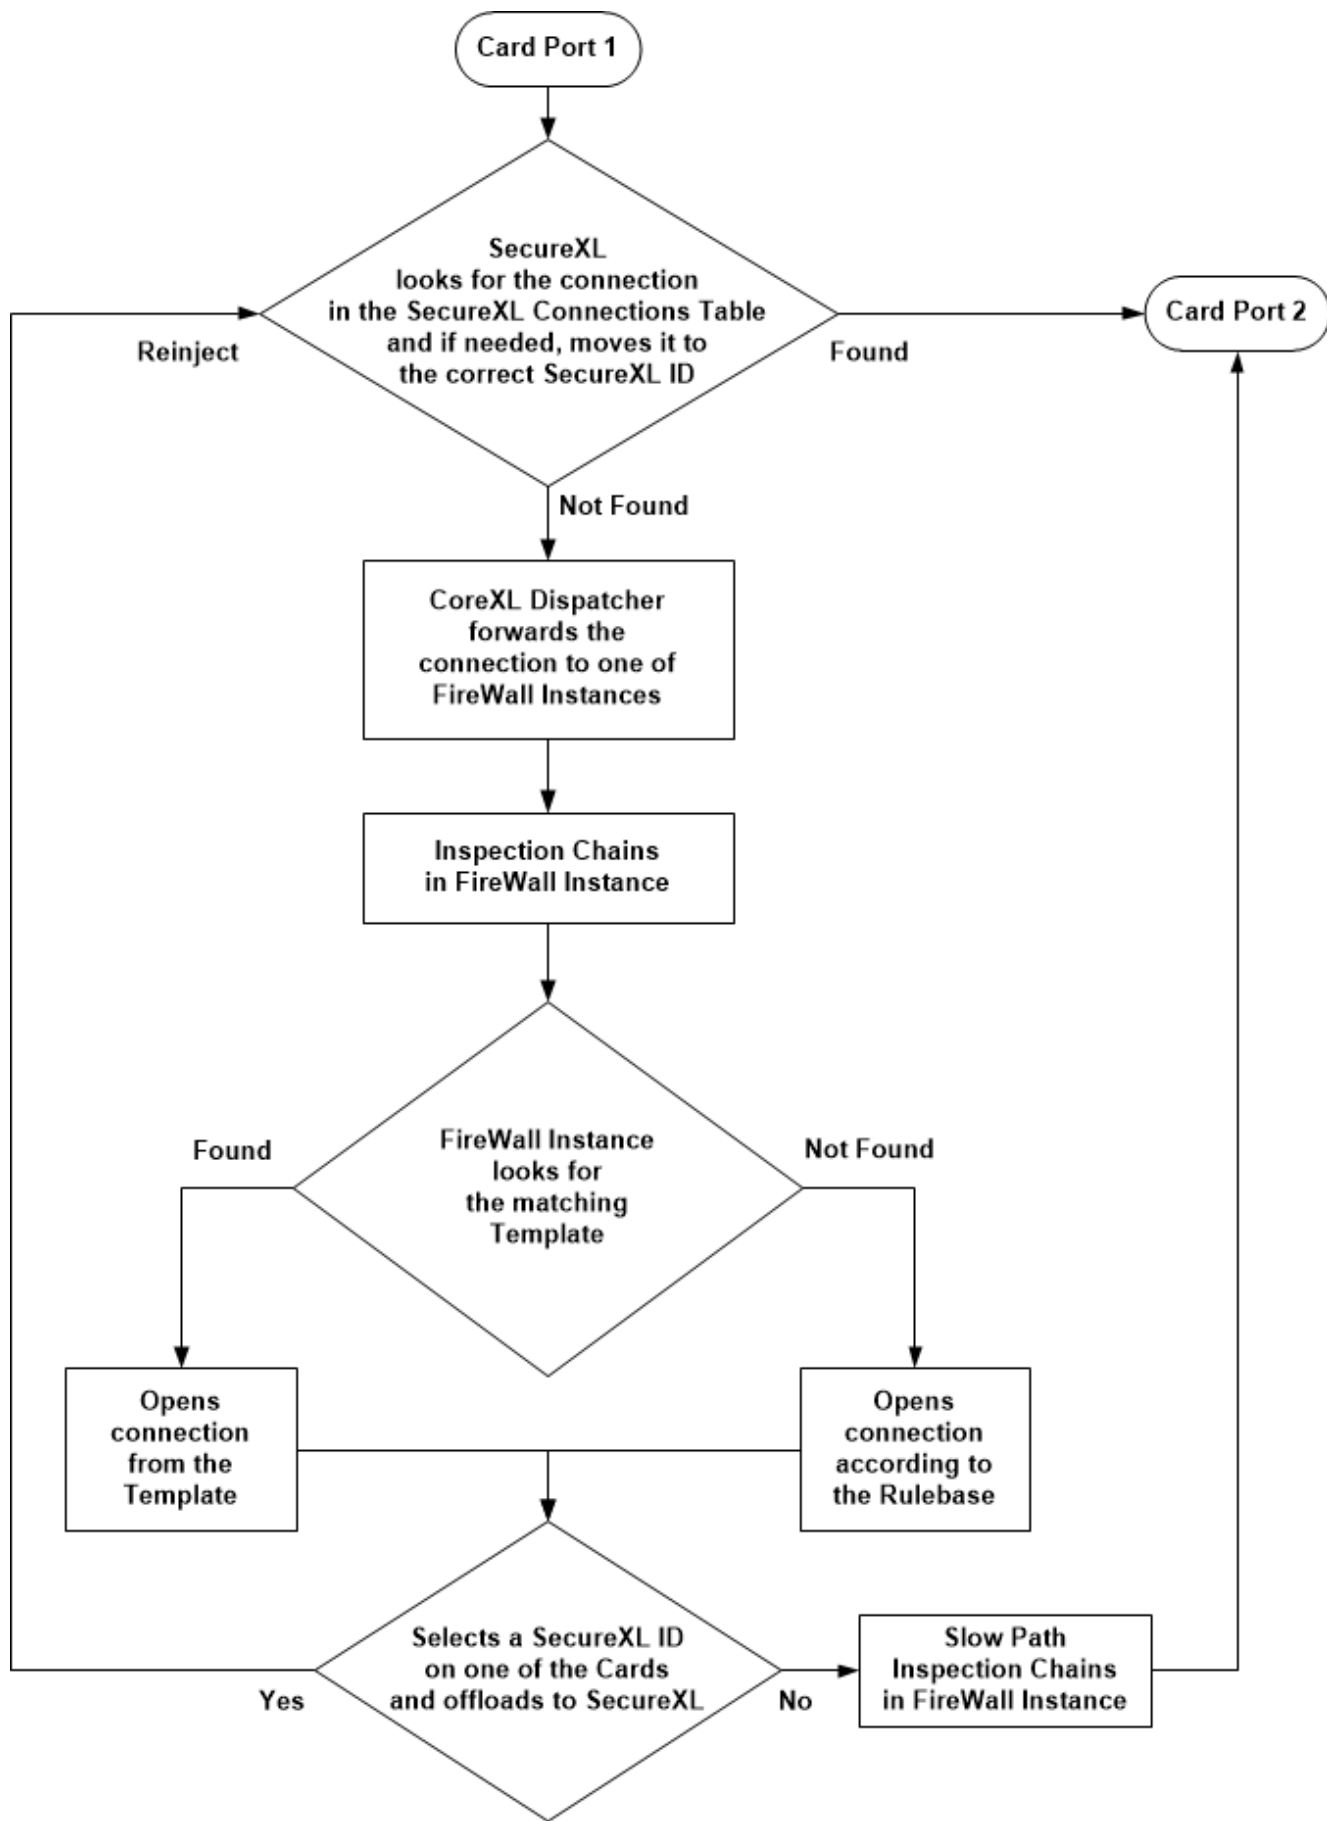 Card Port 1
SecureXL
looks for the connection
in the SecureXL Connections Table
and if needed, moves it to
the correct SecureXL ID
Reinject
Found
Card Port 2
Not Found
CoreXL Dispatcher
forwards the
connection to one of
FireWall Instances
Inspection Chains
in FireWall Instance
FireWall Instance
looks for
the matching
Template
Found
Not Found
Opens
connection
from the
Template
Opens
connection
according to
the Rulebase
Selects a SecureXL ID
on one of the Cards
and offloads to SecureXL
Yes
No
Slow Path
Inspection Chains
in FireWall Instance